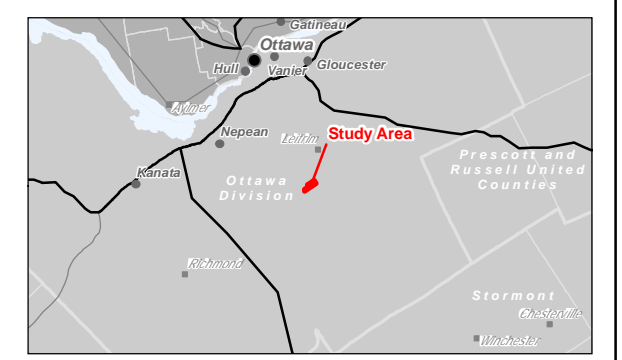 Gatineau
Ottawa
Hull
Vanier
Gloucester
Aylmer
Nepean
Leitrim
Study Area
Prescott and
Russell United
Counties
Kanata
Ottawa
Division
Richmond
Stormont
Chesterville
Winchester